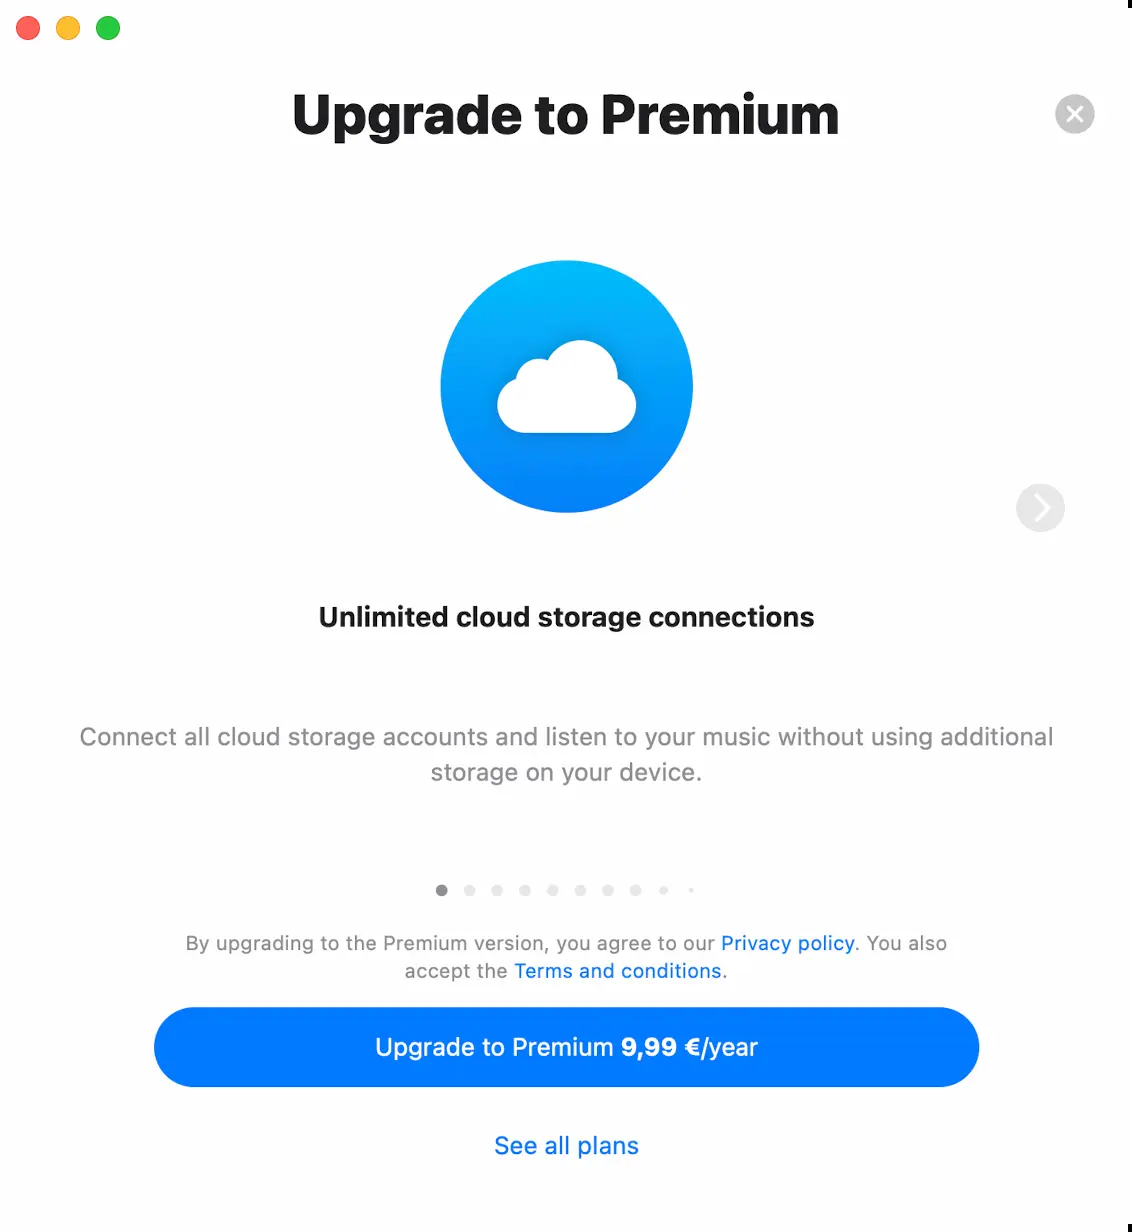 Upgrade to Premium
Unlimited cloud storage connections
Connect all cloud storage accounts and listen to your music without using additional
storage on your device.
By upgrading to the Premium version, you agree to our Privacy policy. You also
accept the Terms and conditions.
Upgrade to Premium 9,99 €/year
See all plans